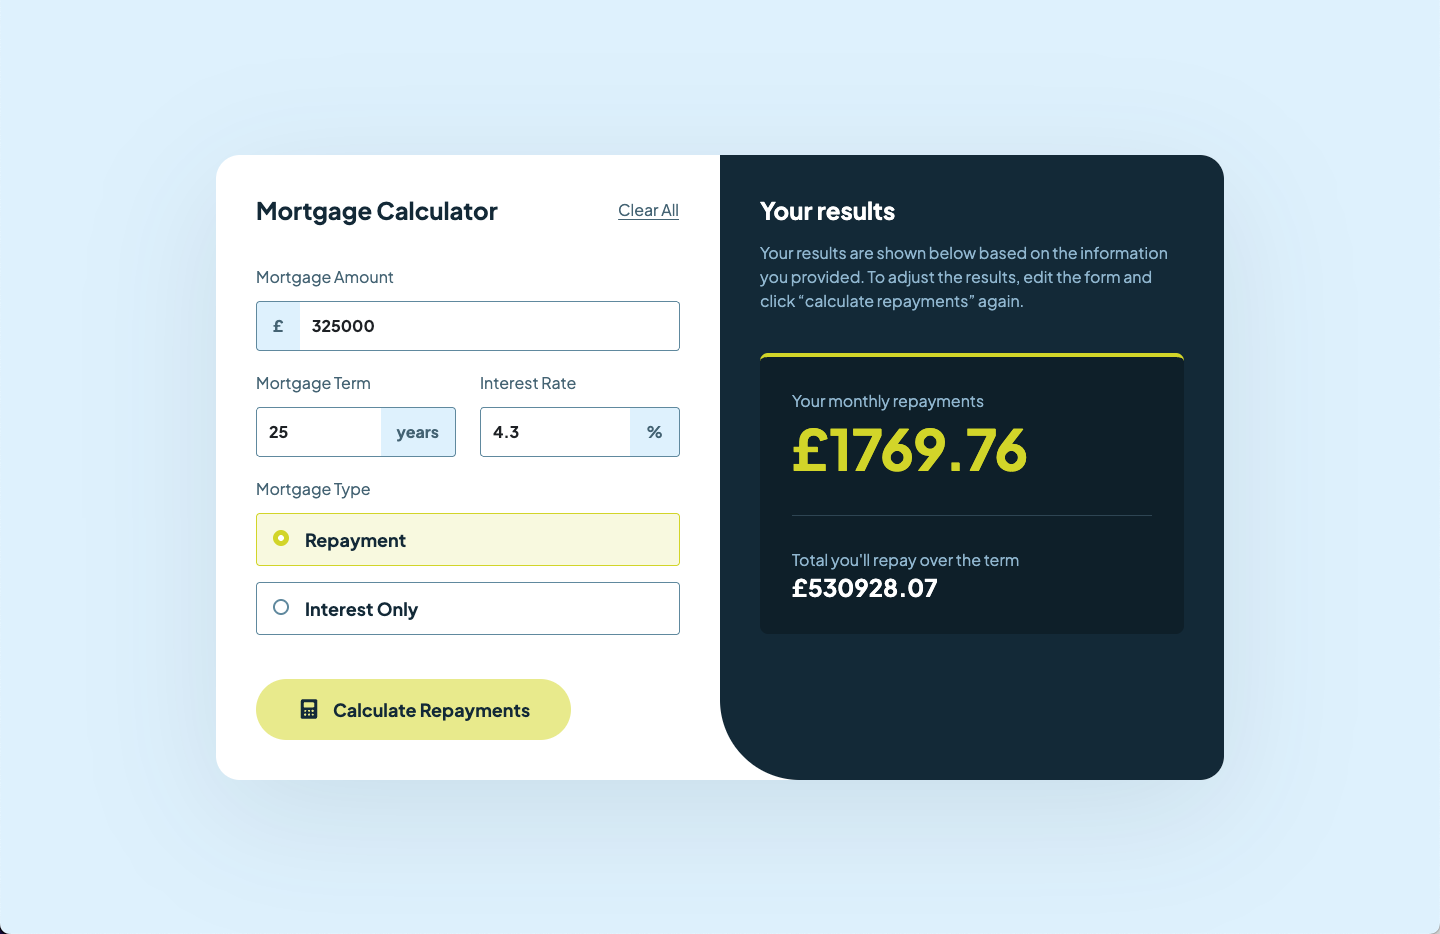 Mortgage Calculator
Clear All
Mortgage Amount
£ 325000
Mortgage Term
25 years
Interest Rate
4.3 %
Mortgage Type
Repayment
Interest Only
Calculate Repayments
Your results
Your results are shown below based on the information
you provided. To adjust the results, edit the form and
click “calculate repayments” again.
Your monthly repayments
£1769.76
Total you'll repay over the term
£530928.07